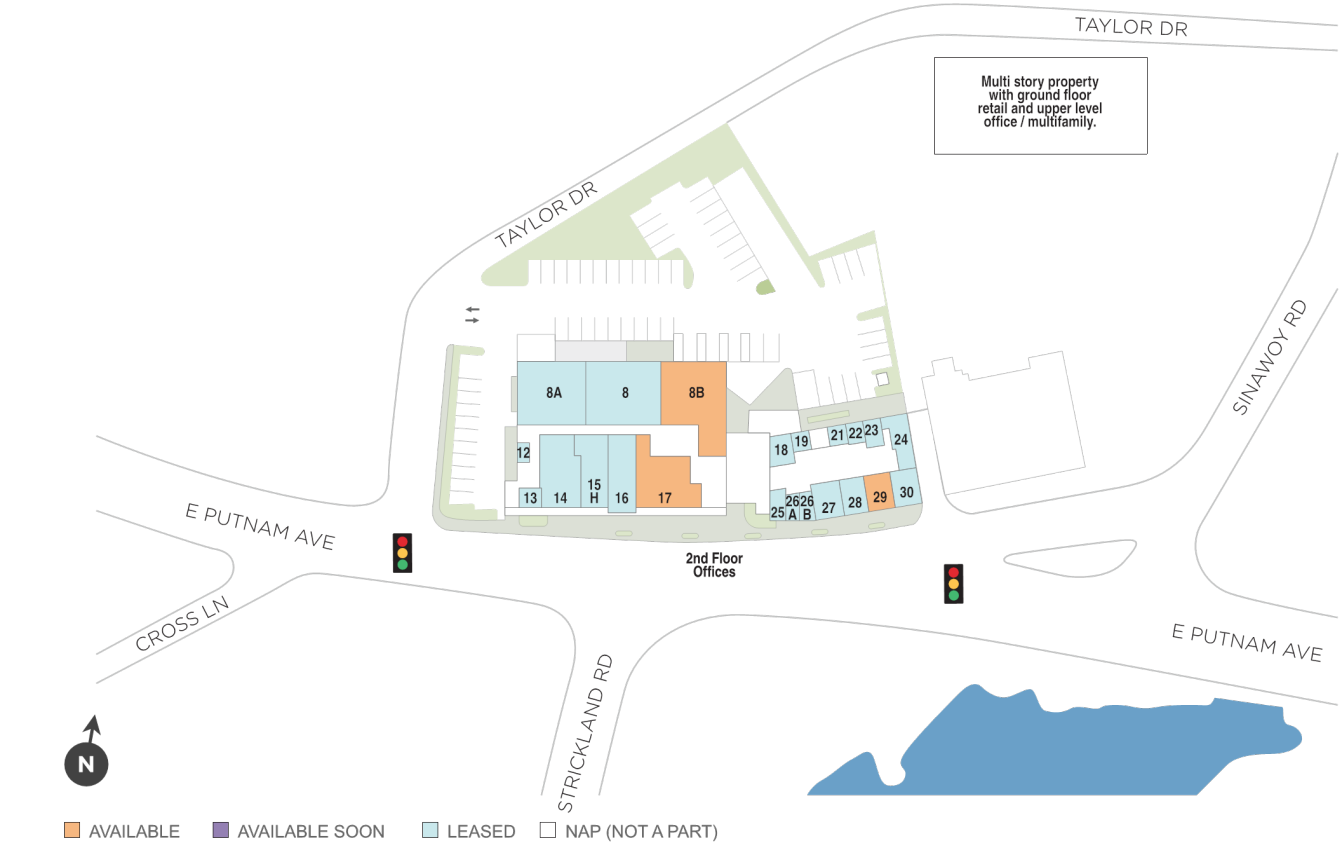 TAYLOR DR
Multi story property
with ground floor
retail and upper level
office / multifamily.
TAYLOR DR
SINAWOY RD
8A
8
8B
12
13
14
15
H
16
17
18
19
21
22
23
24
25
26
A
26
B
27
28
29
30
E PUTNAM AVE
2nd Floor
Offices
CROSS LN
E PUTNAM AVE
STRICKLAND RD
N
AVAILABLE
AVAILABLE SOON
LEASED
NAP (NOT A PART)